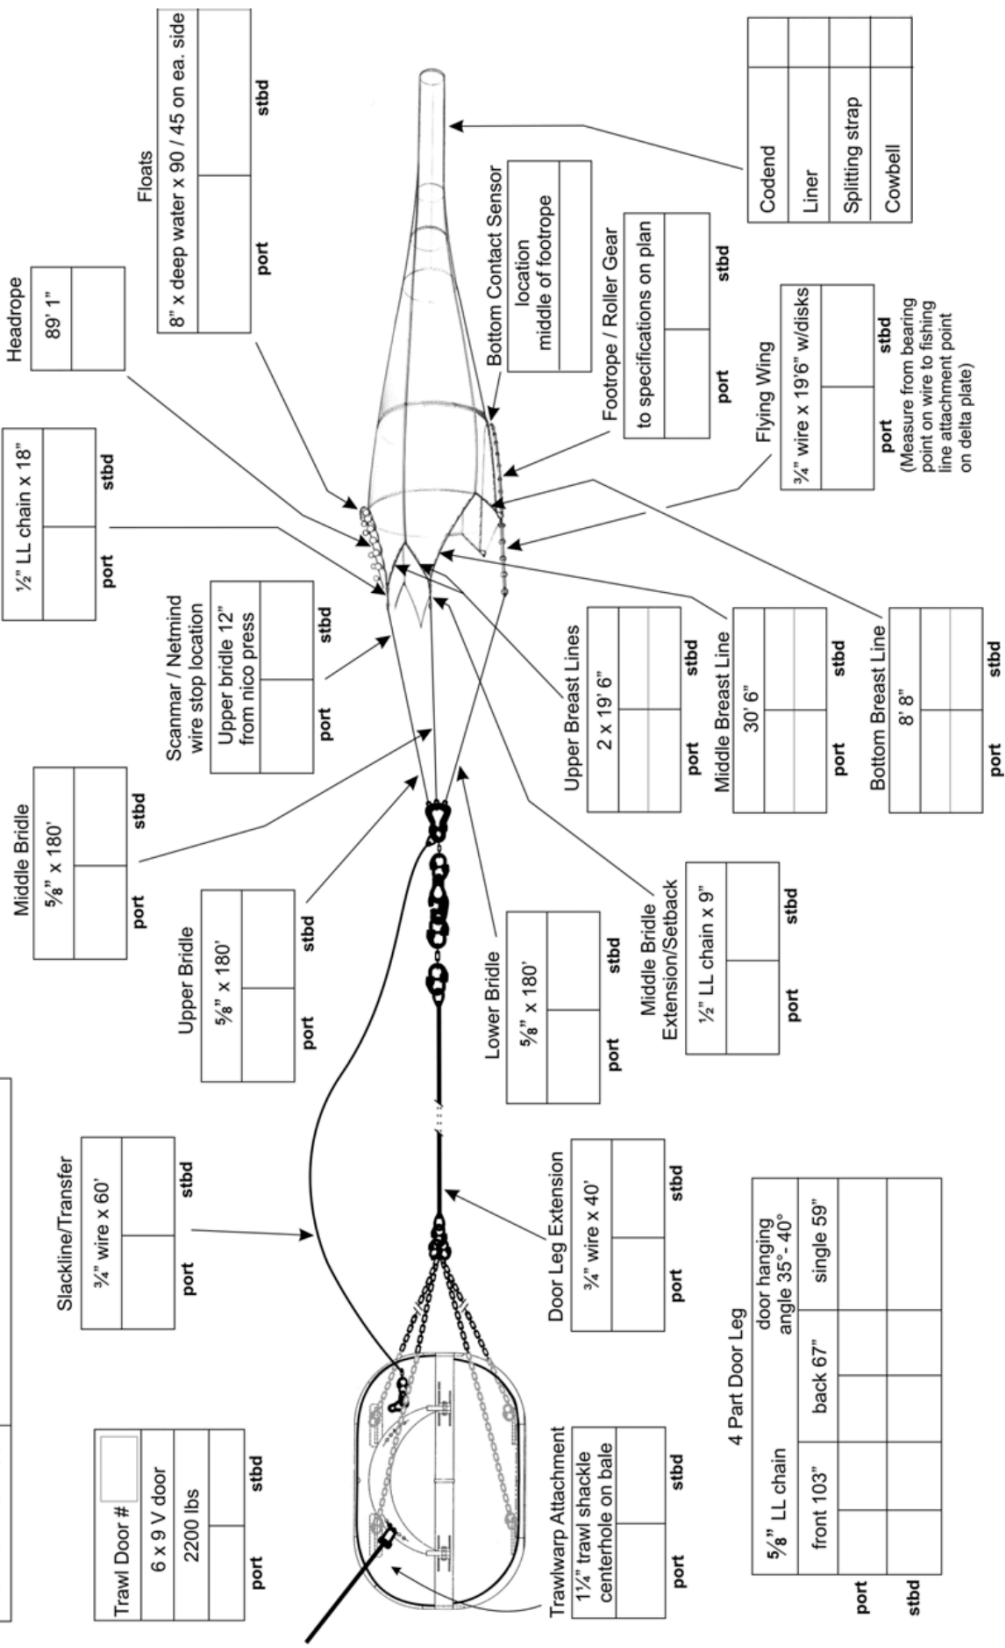 Trawl Door #
6 x 9 V door
2200 lbs
port
stbd
Slackline/Transfer
¾” wire x 60’
port
stbd
Middle Bridle
⅝” x 180’
port
stbd
½” LL chain x 18”
port
stbd
Headrope
89’ 1”
Floats
8” x deep water x 90 / 45 on ea. side
port
stbd
Upper Bridle
⅝” x 180’
port
stbd
Scanmar / Netmind
wire stop location
Upper bridle 12”
from nico press
port
stbd
Trawlwarp Attachment
1¼” trawl shackle
centerhole on bale
port
stbd
Door Leg Extension
¾” wire x 40’
port
stbd
Lower Bridle
⅝” x 180’
port
stbd
Middle Bridle
Extension/Setback
½” LL chain x 9”
port
stbd
Upper Breast Lines
2 x 19’ 6”
port
stbd
Middle Breast Line
30’ 6”
port
stbd
Bottom Breast Line
8’ 8”
port
stbd
Bottom Contact Sensor
location
middle of footrope
Footrope / Roller Gear
to specifications on plan
port
stbd
Flying Wing
¾” wire x 19’6” w/disks
port
stbd
(Measure from bearing
point on wire to fishing
line attachment point
on delta plate)
Codend
Liner
Splitting strap
Cowbell
4 Part Door Leg
⅝” LL chain
door hanging
angle 35°- 40°
front 103”
back 67”
single 59”
port
stbd